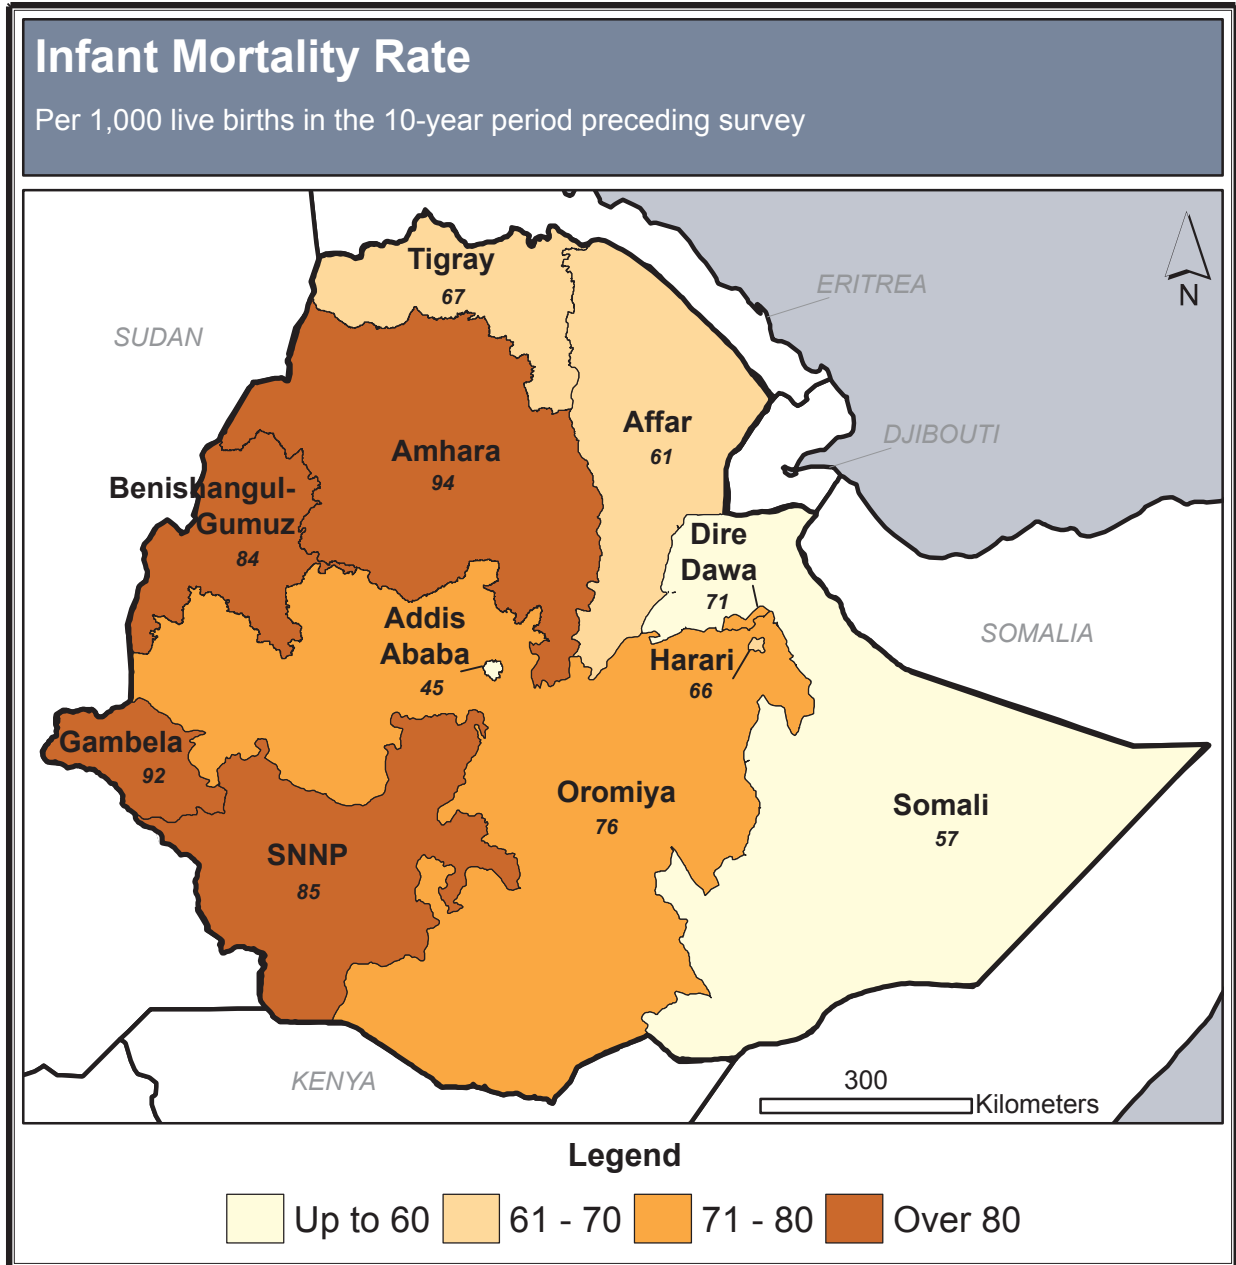 Infant Mortality Rate
Per 1,000 live births in the 10-year period preceding survey
Tigray
67
ERITREA
N
SUDAN
Affar
61
DJIBOUTI
Amhara
94
Benishangul-
Gumuz
84
Dire
Dawa
71
Addis
Ababa
45
SOMALIA
Harari
66
Gambela
92
Oromiya
76
Somali
57
SNNP
85
KENYA
300
Kilometers
Legend
Up to 60
61 - 70
71 - 80
Over 80